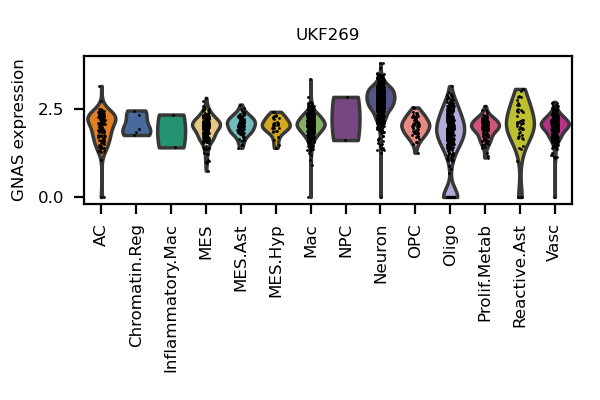 UKF269
GNAS expression
2.5
0.0
AC
Chromatin.Reg
Inflammatory.Mac
MES
MES.Ast
MES.Hyp
Mac
NPC
Neuron
OPC
Oligo
Prolif.Metab
Reactive.Ast
Vasc